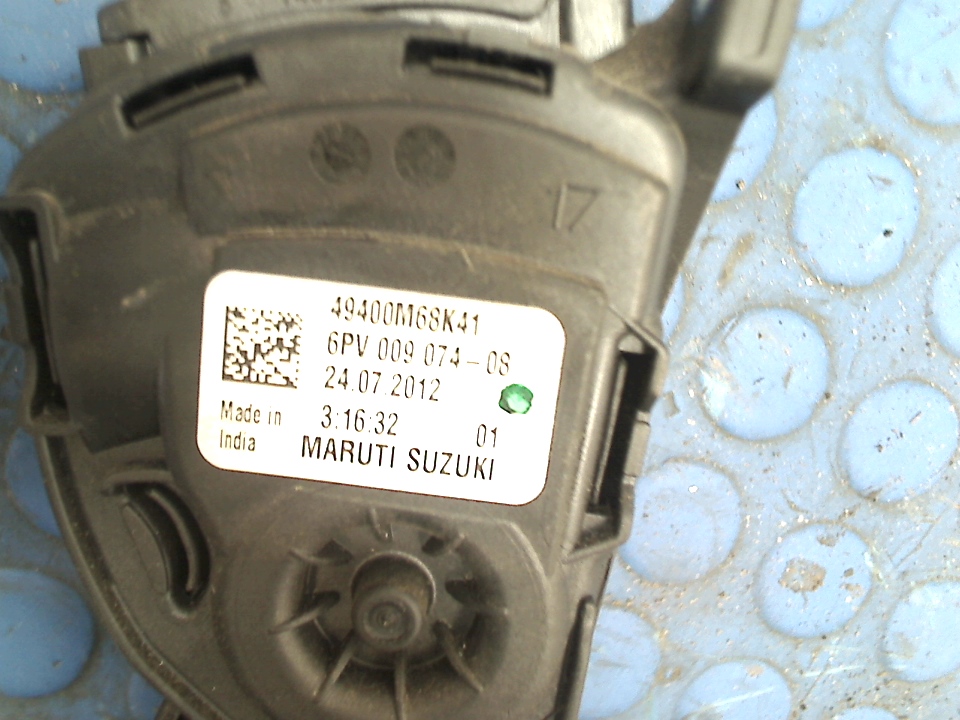 17
49400M68K41
6PV 009 074-08
24.07.2012
3:16:32 01
Made in
India
MARUTI SUZUKI